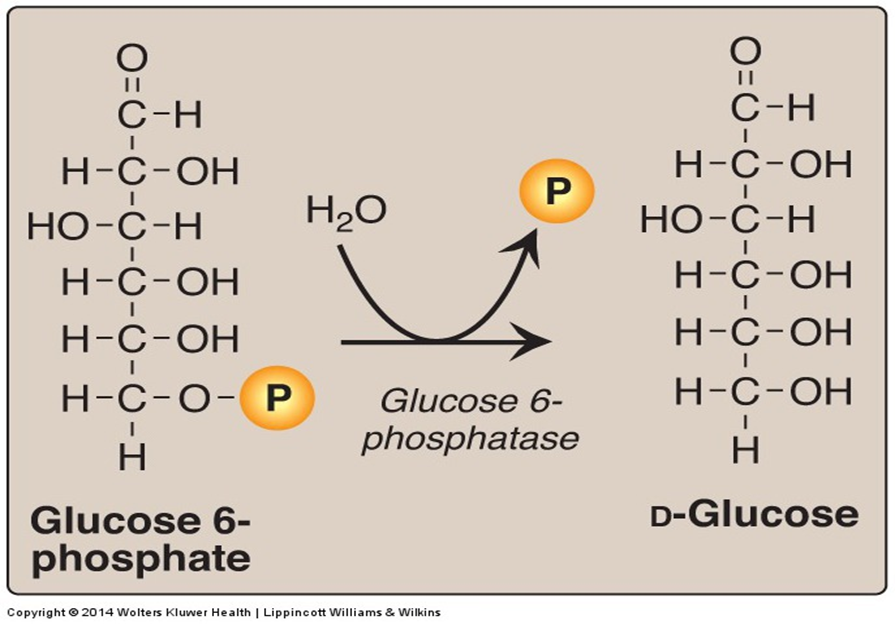 O
C-H
H-C-OH
HO-C-H
H-C-OH
H-C-OH
H-C-O-P
H
Glucose 6-
phosphate
H₂O
P
Glucose 6-
phosphatase
O
C-H
H-C-OH
HO-C-H
H-C-OH
H-C-OH
H-C-OH
H
D-Glucose
Copyright © 2014 Wolters Kluwer Health | Lippincott Williams & Wilkins